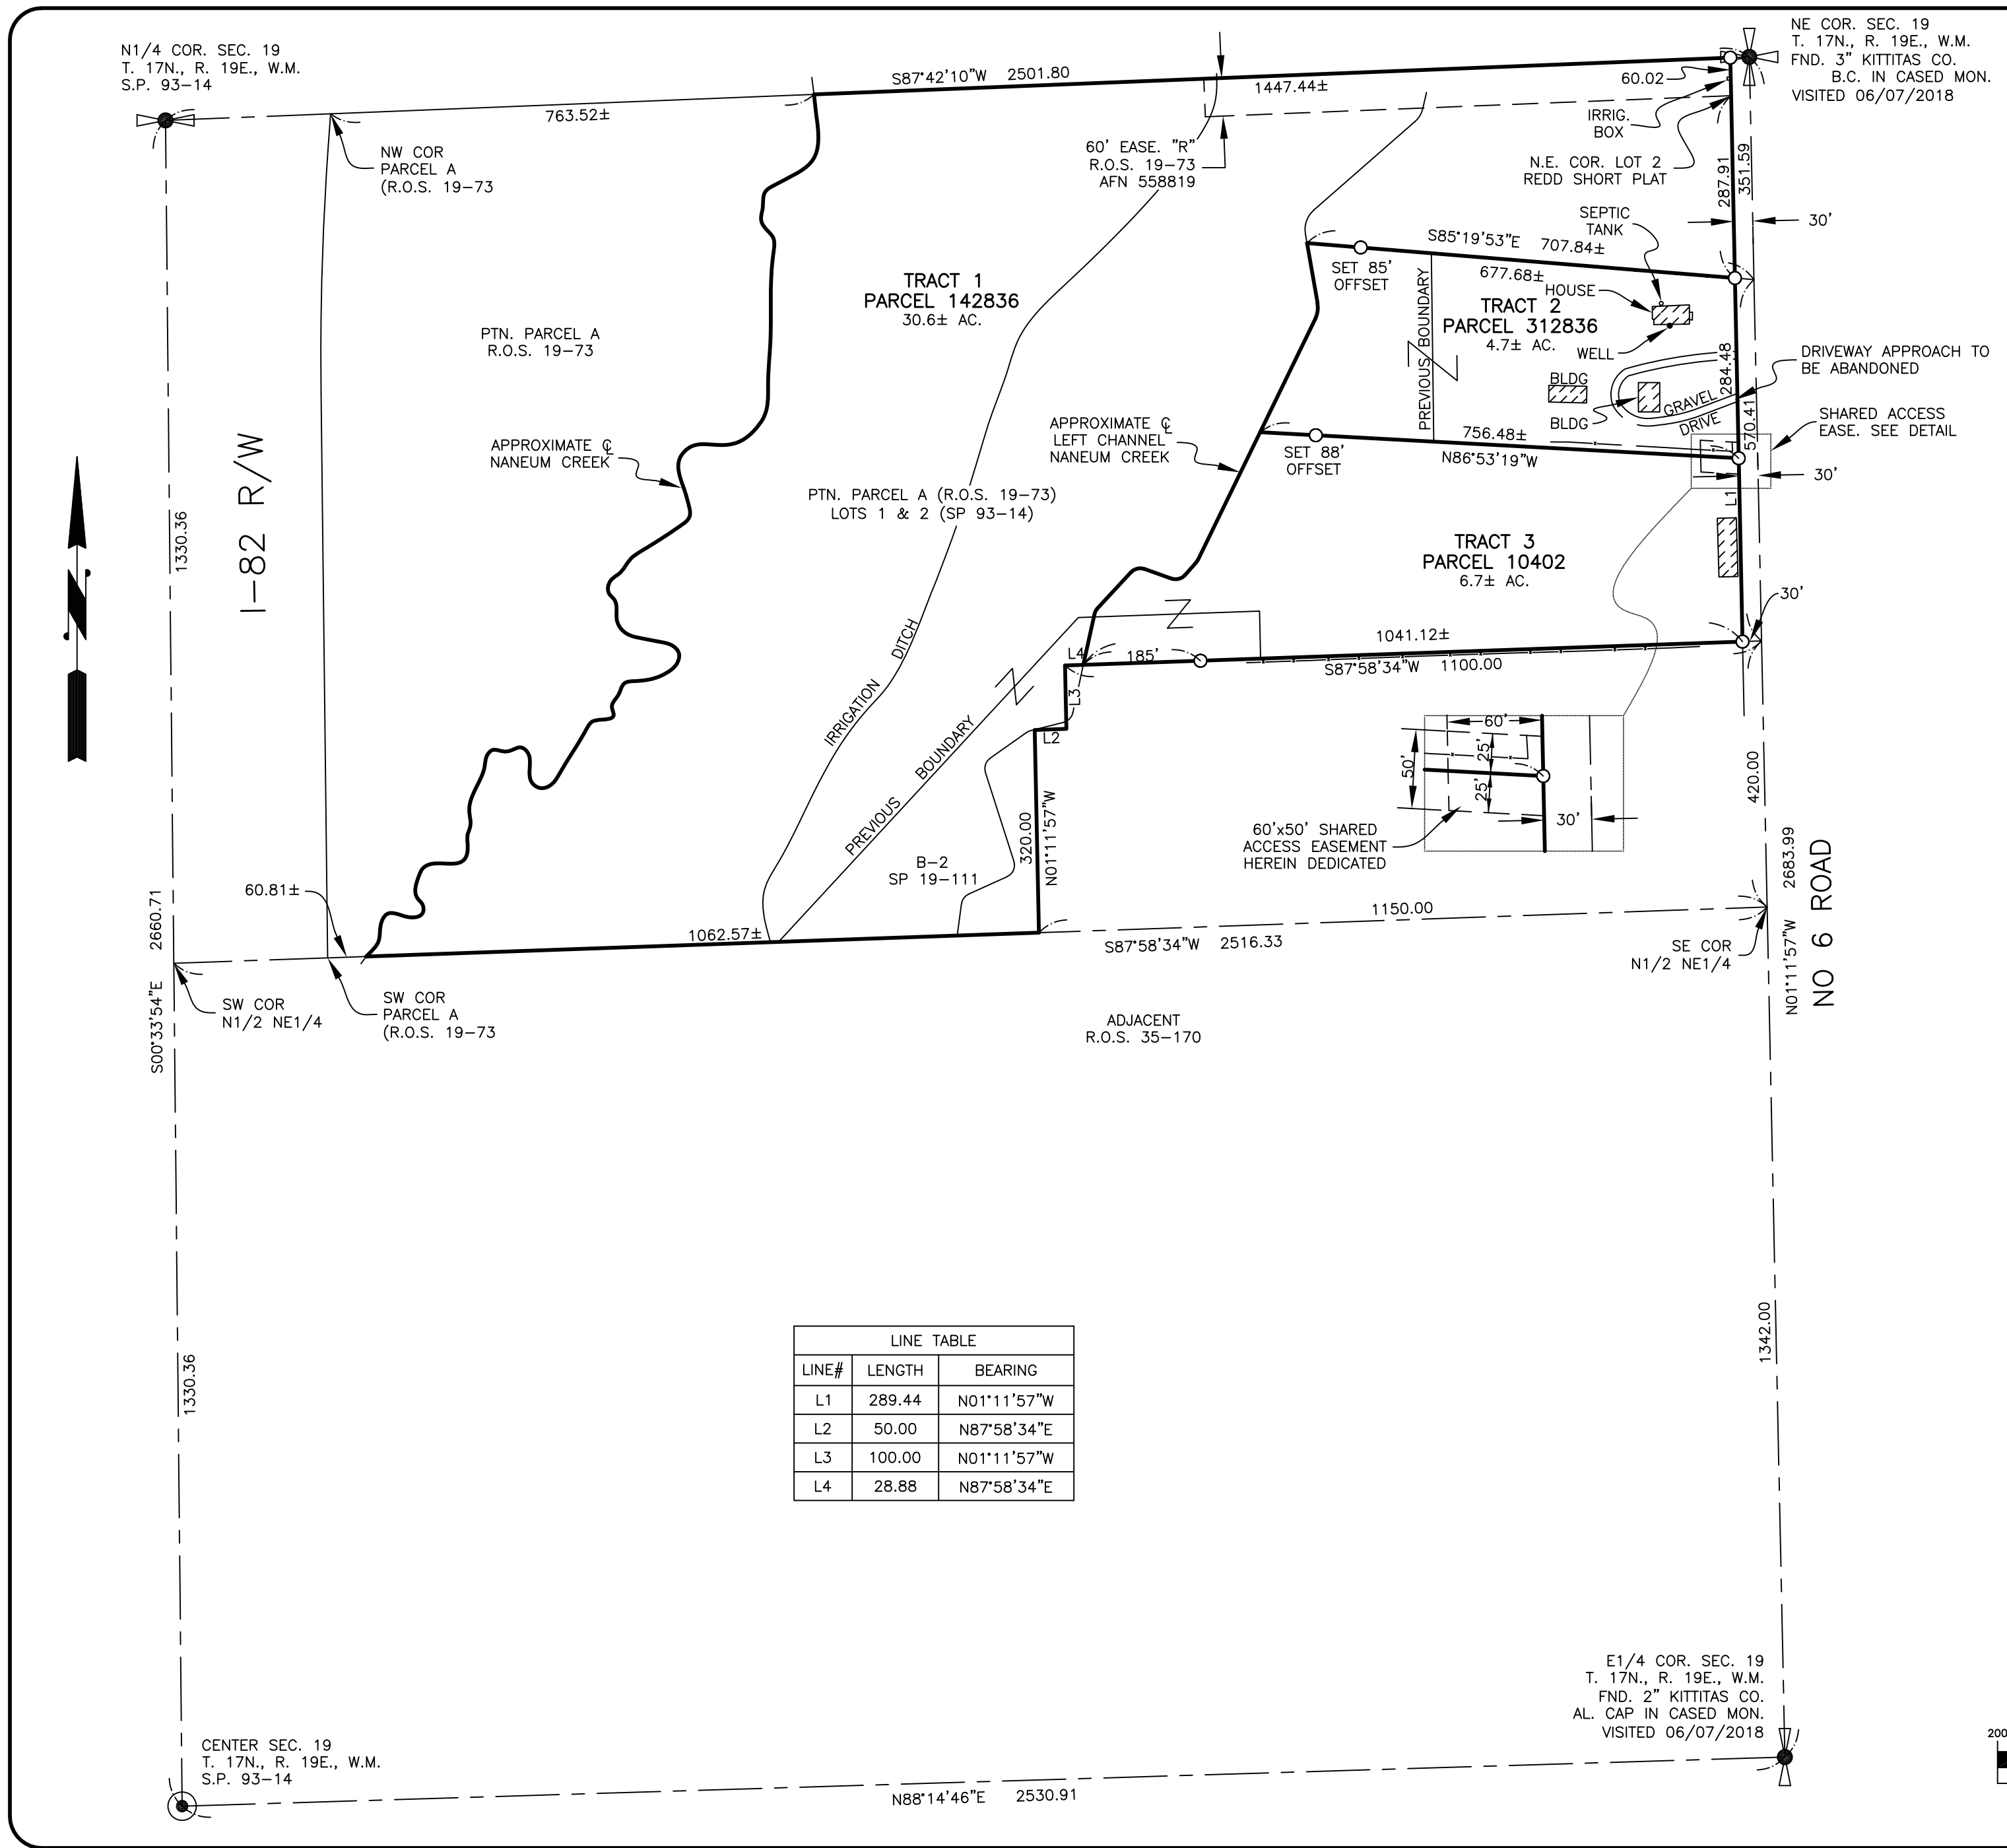 N1/4 COR. SEC. 19
T. 17N., R. 19E., W.M.
S.P. 93-14
NE COR. SEC. 19
T. 17N., R. 19E., W.M.
FND. 3" KITTITAS CO.
B.C. IN CASED MON.
VISITED 06/07/2018
S87°42'10"W 2501.80
763.52±
1447.44±
60.02
IRRIG.
BOX
NW COR
PARCEL A
(R.O.S. 19-73
60' EASE. "R"
R.O.S. 19-73
AFN 558819
N.E. COR. LOT 2
REDD SHORT PLAT
287.91
351.59
30'
SEPTIC
TANK
S85°19'53"E 707.84±
677.68±
SET 85'
OFFSET
HOUSE
TRACT 1
PARCEL 142836
30.6± AC.
TRACT 2
PARCEL 312836
4.7± AC.
WELL
PREVIOUS BOUNDARY
PTN. PARCEL A
R.O.S. 19-73
284.48
DRIVEWAY APPROACH TO
BE ABANDONED
BLDG
BLDG
GRAVEL
DRIVE
570.41
SHARED ACCESS
EASE. SEE DETAIL
APPROXIMATE ℄
LEFT CHANNEL
NANEUM CREEK
APPROXIMATE ℄
NANEUM CREEK
756.48±
N86°53'19"W
SET 88'
OFFSET
30'
L1
I-82 R/W
1330.36
PTN. PARCEL A (R.O.S. 19-73)
LOTS 1 & 2 (SP 93-14)
TRACT 3
PARCEL 10402
6.7± AC.
30'
N
1041.12±
S87°58'34"W 1100.00
L4
185'
L3
L2
IRRIGATION DITCH
PREVIOUS BOUNDARY
60'
50'
25'
25'
30'
60'x50' SHARED
ACCESS EASEMENT
HEREIN DEDICATED
420.00
2683.99
N01°11'57"W
NO 6 ROAD
320.00
N01°11'57"W
B-2
SP 19-111
60.81±
1062.57±
1150.00
S87°58'34"W 2516.33
SE COR
N1/2 NE1/4
2660.71
S00°33'54"E
SW COR
N1/2 NE1/4
SW COR
PARCEL A
(R.O.S. 19-73
ADJACENT
R.O.S. 35-170
LINE TABLE
LINE# LENGTH BEARING
L1 289.44 N01°11'57"W
L2 50.00 N87°58'34"E
L3 100.00 N01°11'57"W
L4 28.88 N87°58'34"E
1330.36
1342.00
E1/4 COR. SEC. 19
T. 17N., R. 19E., W.M.
FND. 2" KITTITAS CO.
AL. CAP IN CASED MON.
VISITED 06/07/2018
CENTER SEC. 19
T. 17N., R. 19E., W.M.
S.P. 93-14
N88°14'46"E 2530.91
200